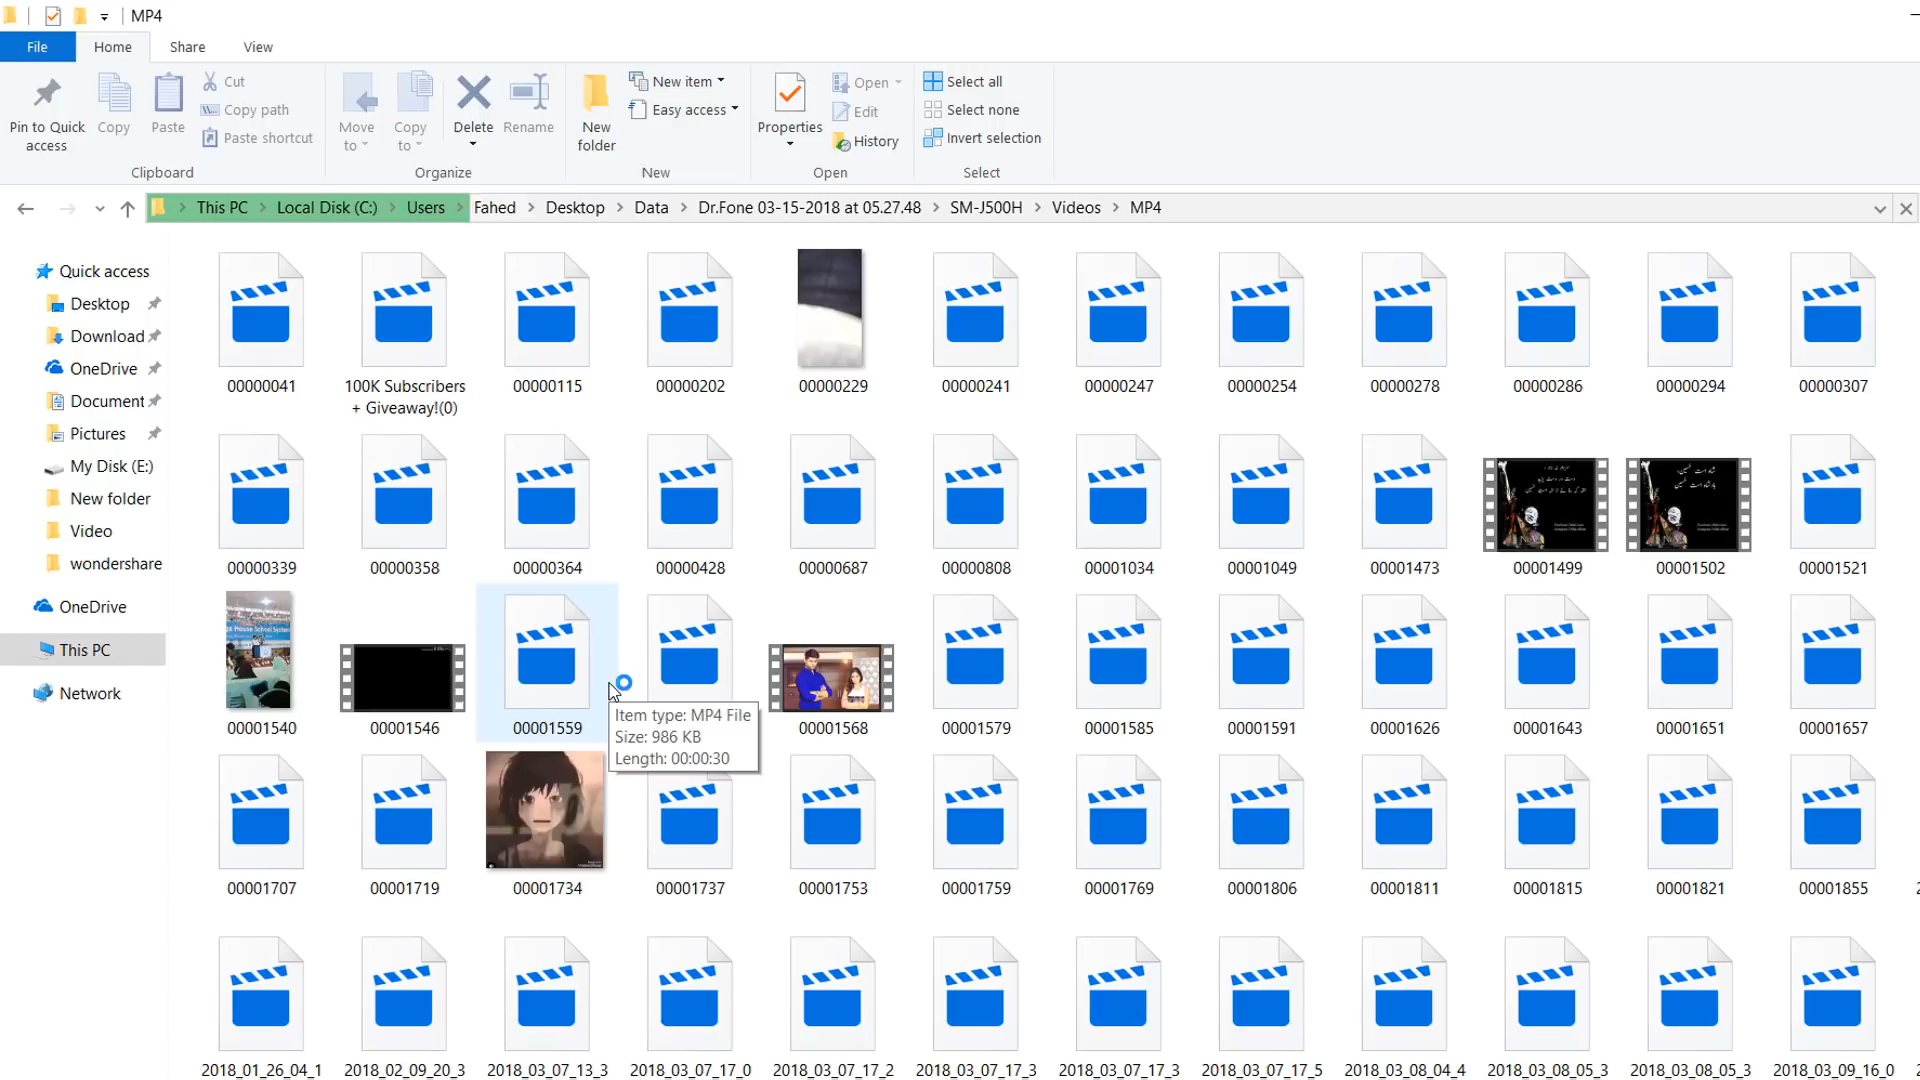 MP4
File Home Share View
Pin to Quick access
Copy
Paste
Cut
Copy path
Paste shortcut
Clipboard
Move to
Copy to
Delete
Rename
Organize
New folder
New item
Easy access
New
Properties
Open
Edit
History
Open
Select all
Select none
Invert selection
Select
This PC > Local Disk (C:) > Users > Fahed > Desktop > Data > Dr.Fone 03-15-2018 at 05.27.48 > SM-J500H > Videos > MP4
Quick access
Desktop
Download
OneDrive
Document
Pictures
My Disk (E:)
New folder
Video
wondershare
OneDrive
This PC
Network
00000041 100K Subscribers + Giveaway!(0) 00000115 00000202 00000229 00000241 00000247 00000254 00000278 00000286 00000294 00000307
00000339 00000358 00000364 00000428 00000687 00000808 00001034 00001049 00001473 00001499 00001502 00001521
00001540 00001546 00001559 00001568 00001579 00001585 00001591 00001626 00001643 00001651 00001657
Item type: MP4 File
Size: 986 KB
Length: 00:00:30
00001707 00001719 00001734 00001737 00001753 00001759 00001769 00001806 00001811 00001815 00001821 00001855
2018_01_26_04_1 2018_02_09_20_3 2018_03_07_13_3 2018_03_07_17_0 2018_03_07_17_2 2018_03_07_17_3 2018_03_07_17_3 2018_03_07_17_5 2018_03_08_04_4 2018_03_08_05_3 2018_03_08_05_3 2018_03_09_16_0